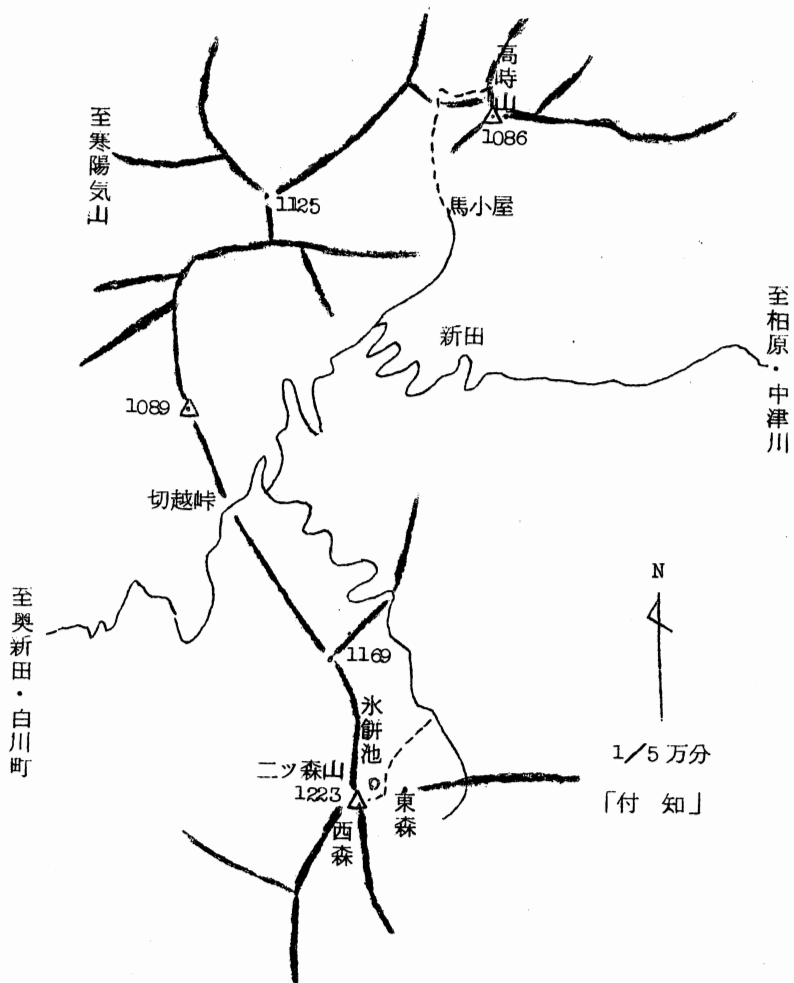 高時山
1086
至寒陽気山
1125
馬小屋
新田
至柏原・中津川
1089
切越峠
至奥新田・白川町
N
1169
氷餅池
二ツ森山
1223
西森
東森
1/5万分
「付 知」